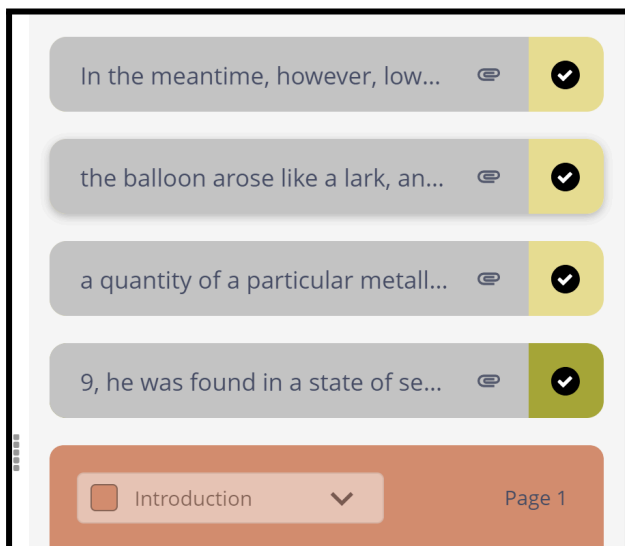 In the meantime, however, low...
the balloon arose like a lark, an...
a quantity of a particular metall...
9, he was found in a state of se...
Introduction
Page 1